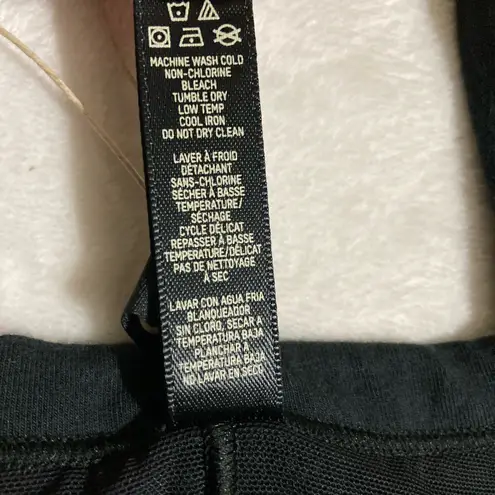 MACHINE WASH COLD
NON-CHLORINE
BLEACH
TUMBLE DRY
LOW TEMP
COOL IRON
DO NOT DRY CLEAN
LAVER À FROID
DÉTACHANT
SANS-CHLORINE
SÉCHER À BASSE
TEMPERATURE/
SÉCHAGE
CYCLE DÉLICAT
REPASSER À BASSE
TEMPÉRATURE/DÉLICAT
PAS DE NETTOYAGE
À SEC
LAVAR CON AGUA FRIA
BLANQUEADOR
SIN CLORO, SECAR A
TEMPERATURA BAJA
PLANCHAR A
TEMPERATURA BAJA
NO LAVAR EN SECO